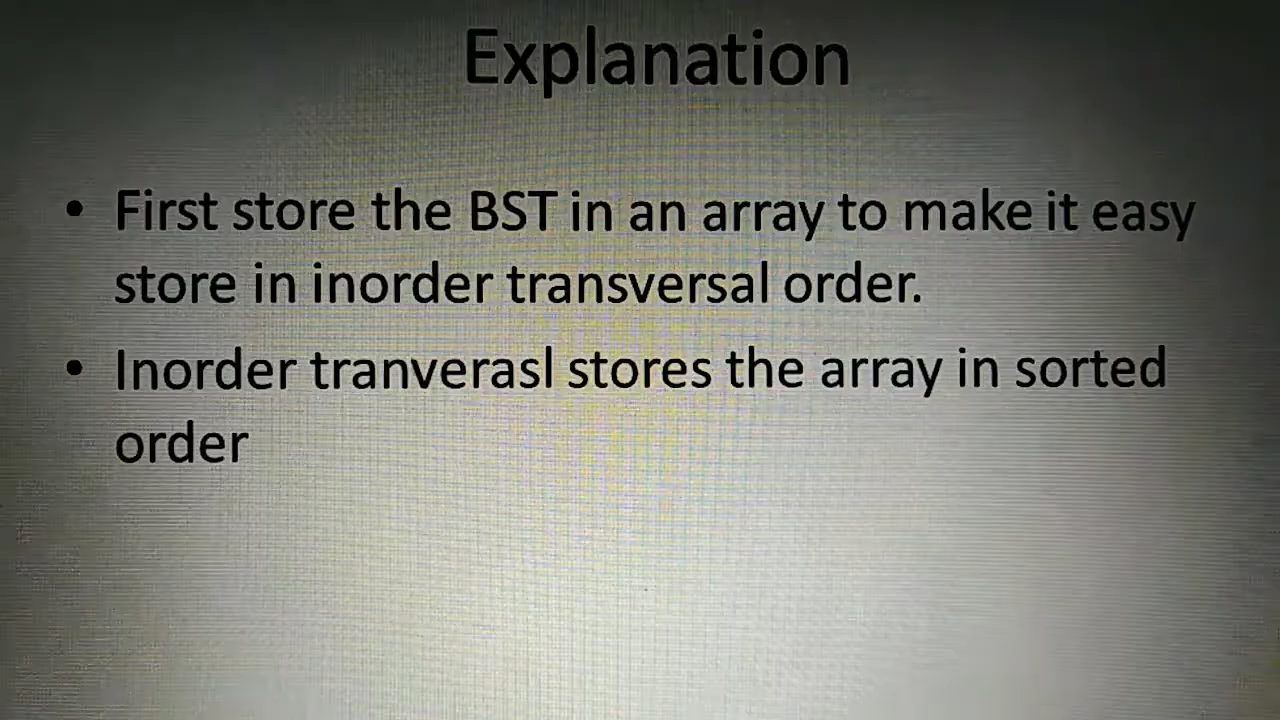 Explanation
• First store the BST in an array to make it easy
store in inorder transversal order.
• Inorder tranverasl stores the array in sorted
order